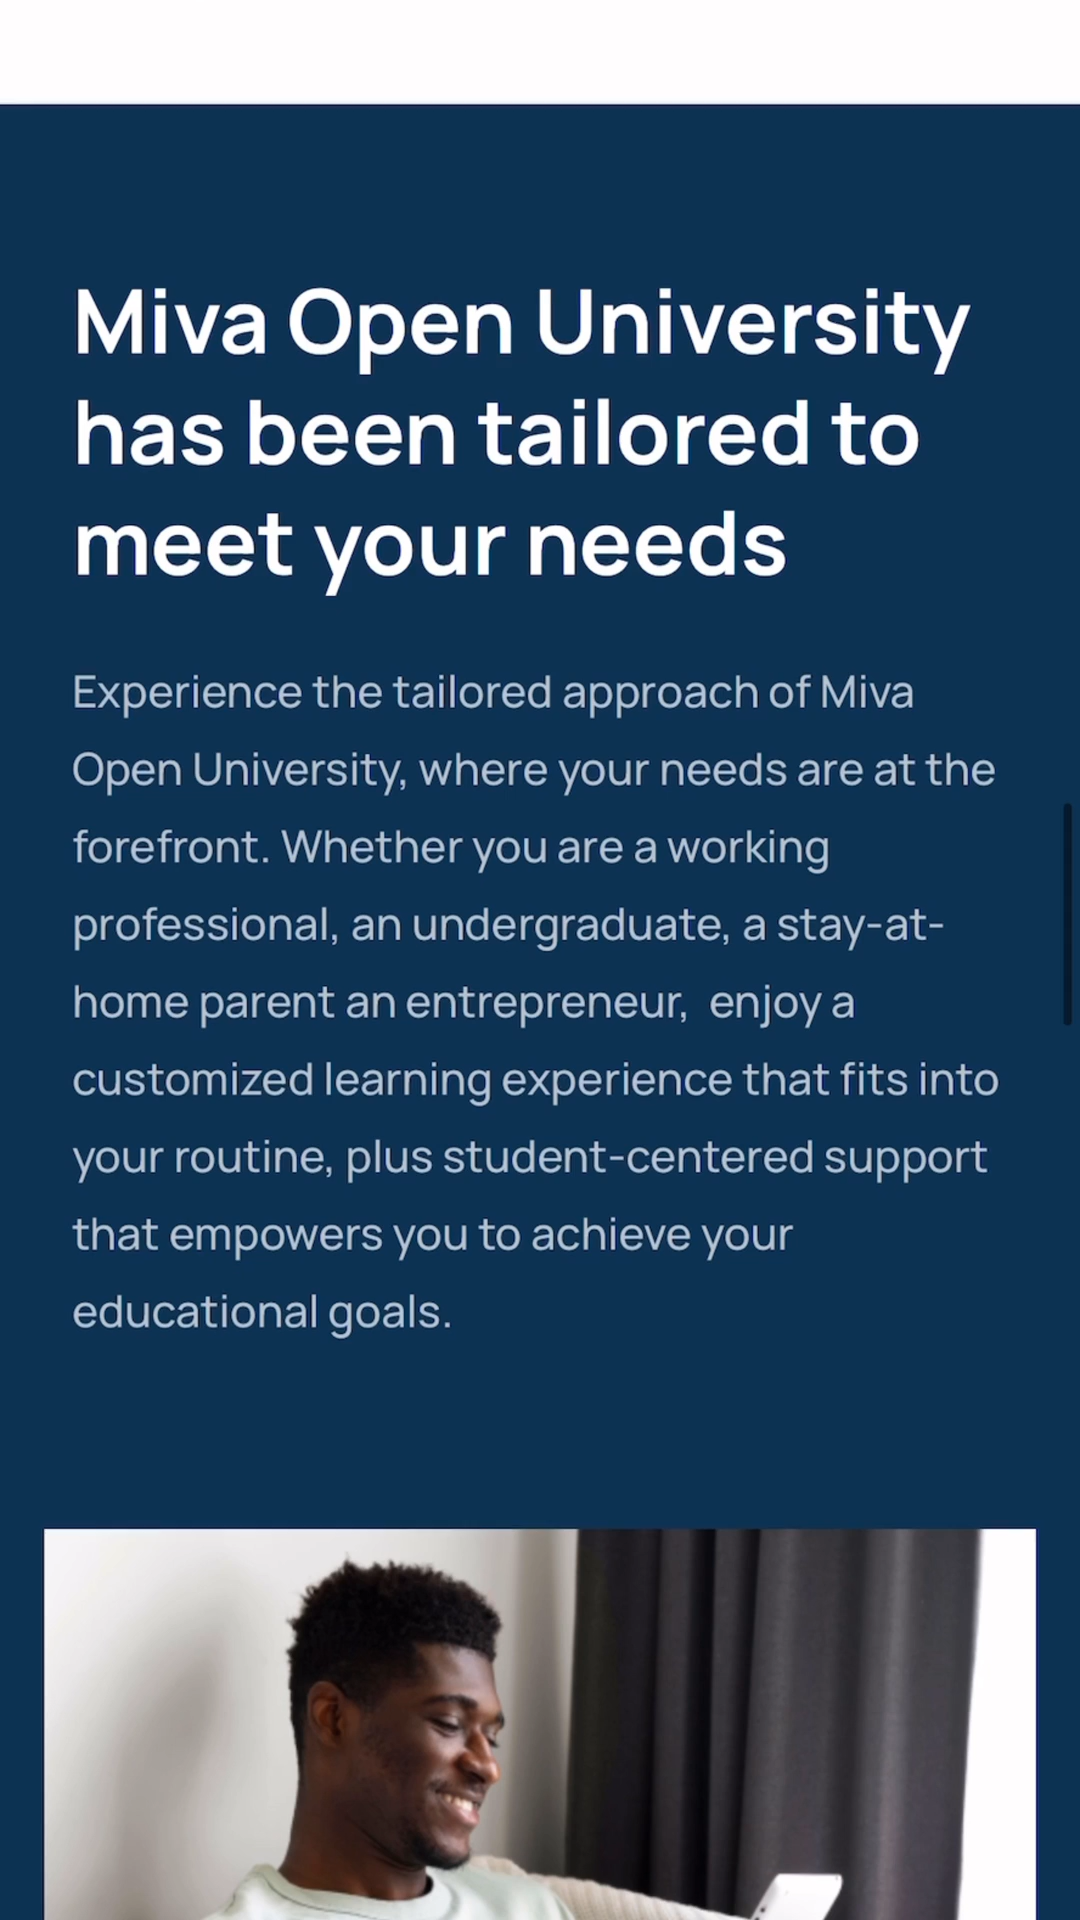 Miva Open University
has been tailored to
meet your needs
Experience the tailored approach of Miva
Open University, where your needs are at the
forefront. Whether you are a working
professional, an undergraduate, a stay-at-
home parent an entrepreneur,  enjoy a
customized learning experience that fits into
your routine, plus student-centered support
that empowers you to achieve your
educational goals.